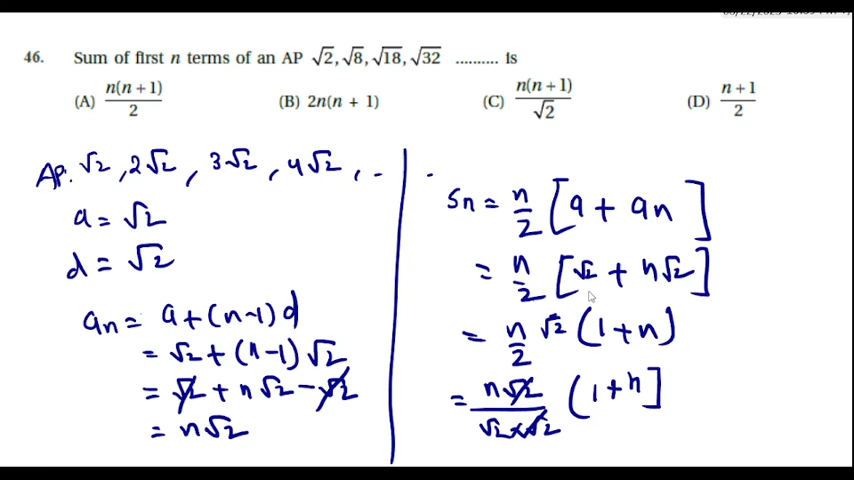 46. Sum of first n terms of an AP √2, √8, √18, √32 .......... is
(A) n(n + 1)/2 (B) 2n(n + 1) (C) n(n + 1)/√2 (D) n + 1/2
AP: √2, 2√2, 3√2, 4√2, . .
a = √2
d = √2
an = a + (n-1) d
= √2 + (n-1) √2
= √2 + n√2 - √2
= n√2
Sn = n/2 [a + an]
= n/2 [√2 + n√2]
= n/2 √2 (1+n)
= n√2/√2×√2 (1+n]